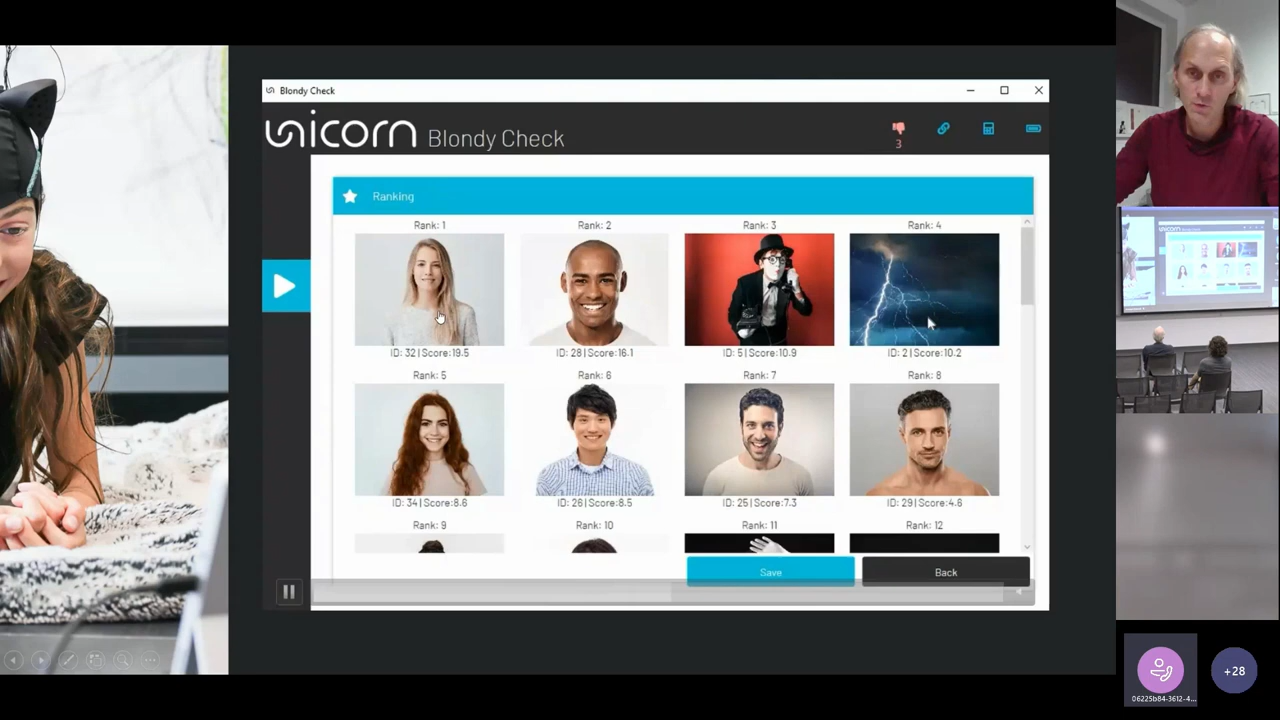 Blondy Check
unicorn Blondy Check
3
Ranking
Rank: 1 Rank: 2 Rank: 3 Rank: 4
ID: 32 | Score:19.5 ID: 28 | Score:16.1 ID: 5 | Score:10.9 ID: 2 | Score:10.2
Rank: 5 Rank: 6 Rank: 7 Rank: 8
ID: 34 | Score:8.6 ID: 26 | Score:8.5 ID: 25 | Score:7.3 ID: 29 | Score:4.6
Rank: 9 Rank: 10 Rank: 11 Rank: 12
Save Back
06225b84-3612-4...
+28